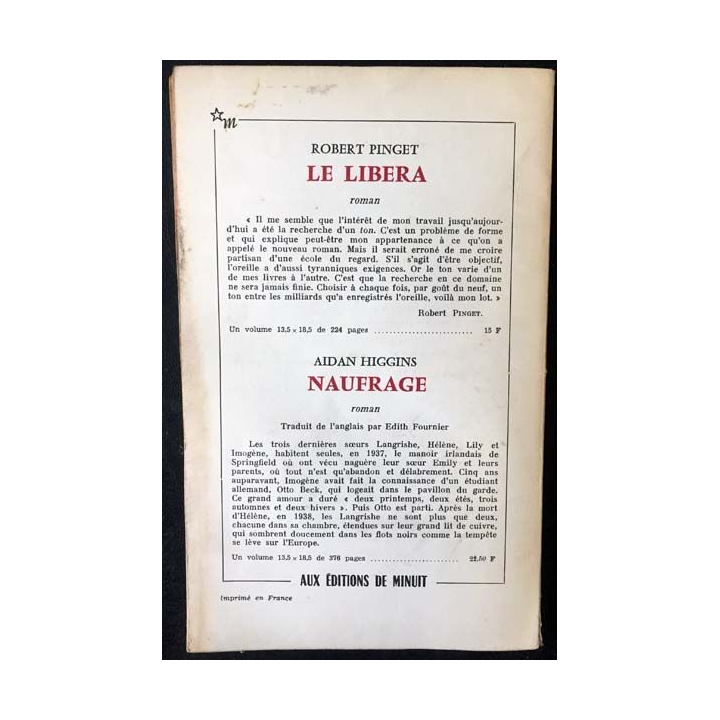 ☆m
ROBERT PINGET
LE LIBERA
roman
« Il me semble que l'intérêt de mon travail jusqu'aujour-
d'hui a été la recherche d'un ton. C'est un problème de forme
et qui explique peut-être mon appartenance à ce qu'on a
appelé le nouveau roman. Mais il serait erroné de me croire
partisan d'une école du regard. S'il s'agit d'être objectif,
l'oreille a d'aussi tyranniques exigences. Or le ton varie d'un
de mes livres à l'autre. C'est que la recherche en ce domaine
ne sera jamais finie. Choisir à chaque fois, par goût du neuf, un
ton entre les milliards qu'a enregistrés l'oreille, voilà mon lot. »
Robert PINGET.
Un volume 13,5 × 18,5 de 224 pages .......................... 15 F
AIDAN HIGGINS
NAUFRAGE
roman
Traduit de l'anglais par Edith Fournier
Les trois dernières sœurs Langrishe, Hélène, Lily et
Imogène, habitent seules, en 1937, le manoir irlandais de
Springfield où ont vécu naguère leur sœur Emily et leurs
parents, où tout n'est qu'abandon et délabrement. Cinq ans
auparavant, Imogène avait fait la connaissance d'un étudiant
allemand, Otto Beck, qui logeait dans le pavillon du garde.
Ce grand amour a duré « deux printemps, deux étés, trois
automnes et deux hivers ». Puis Otto est parti. Après la mort
d'Hélène, en 1938, les Langrishe ne sont plus que deux,
chacune dans sa chambre, étendues sur leur grand lit de cuivre,
qui sombrent doucement dans les flots noirs comme la tempête
se lève sur l'Europe.
Un volume 13,5 × 18,5 de 376 pages ....................... 22,50 F
AUX ÉDITIONS DE MINUIT
Imprimé en France